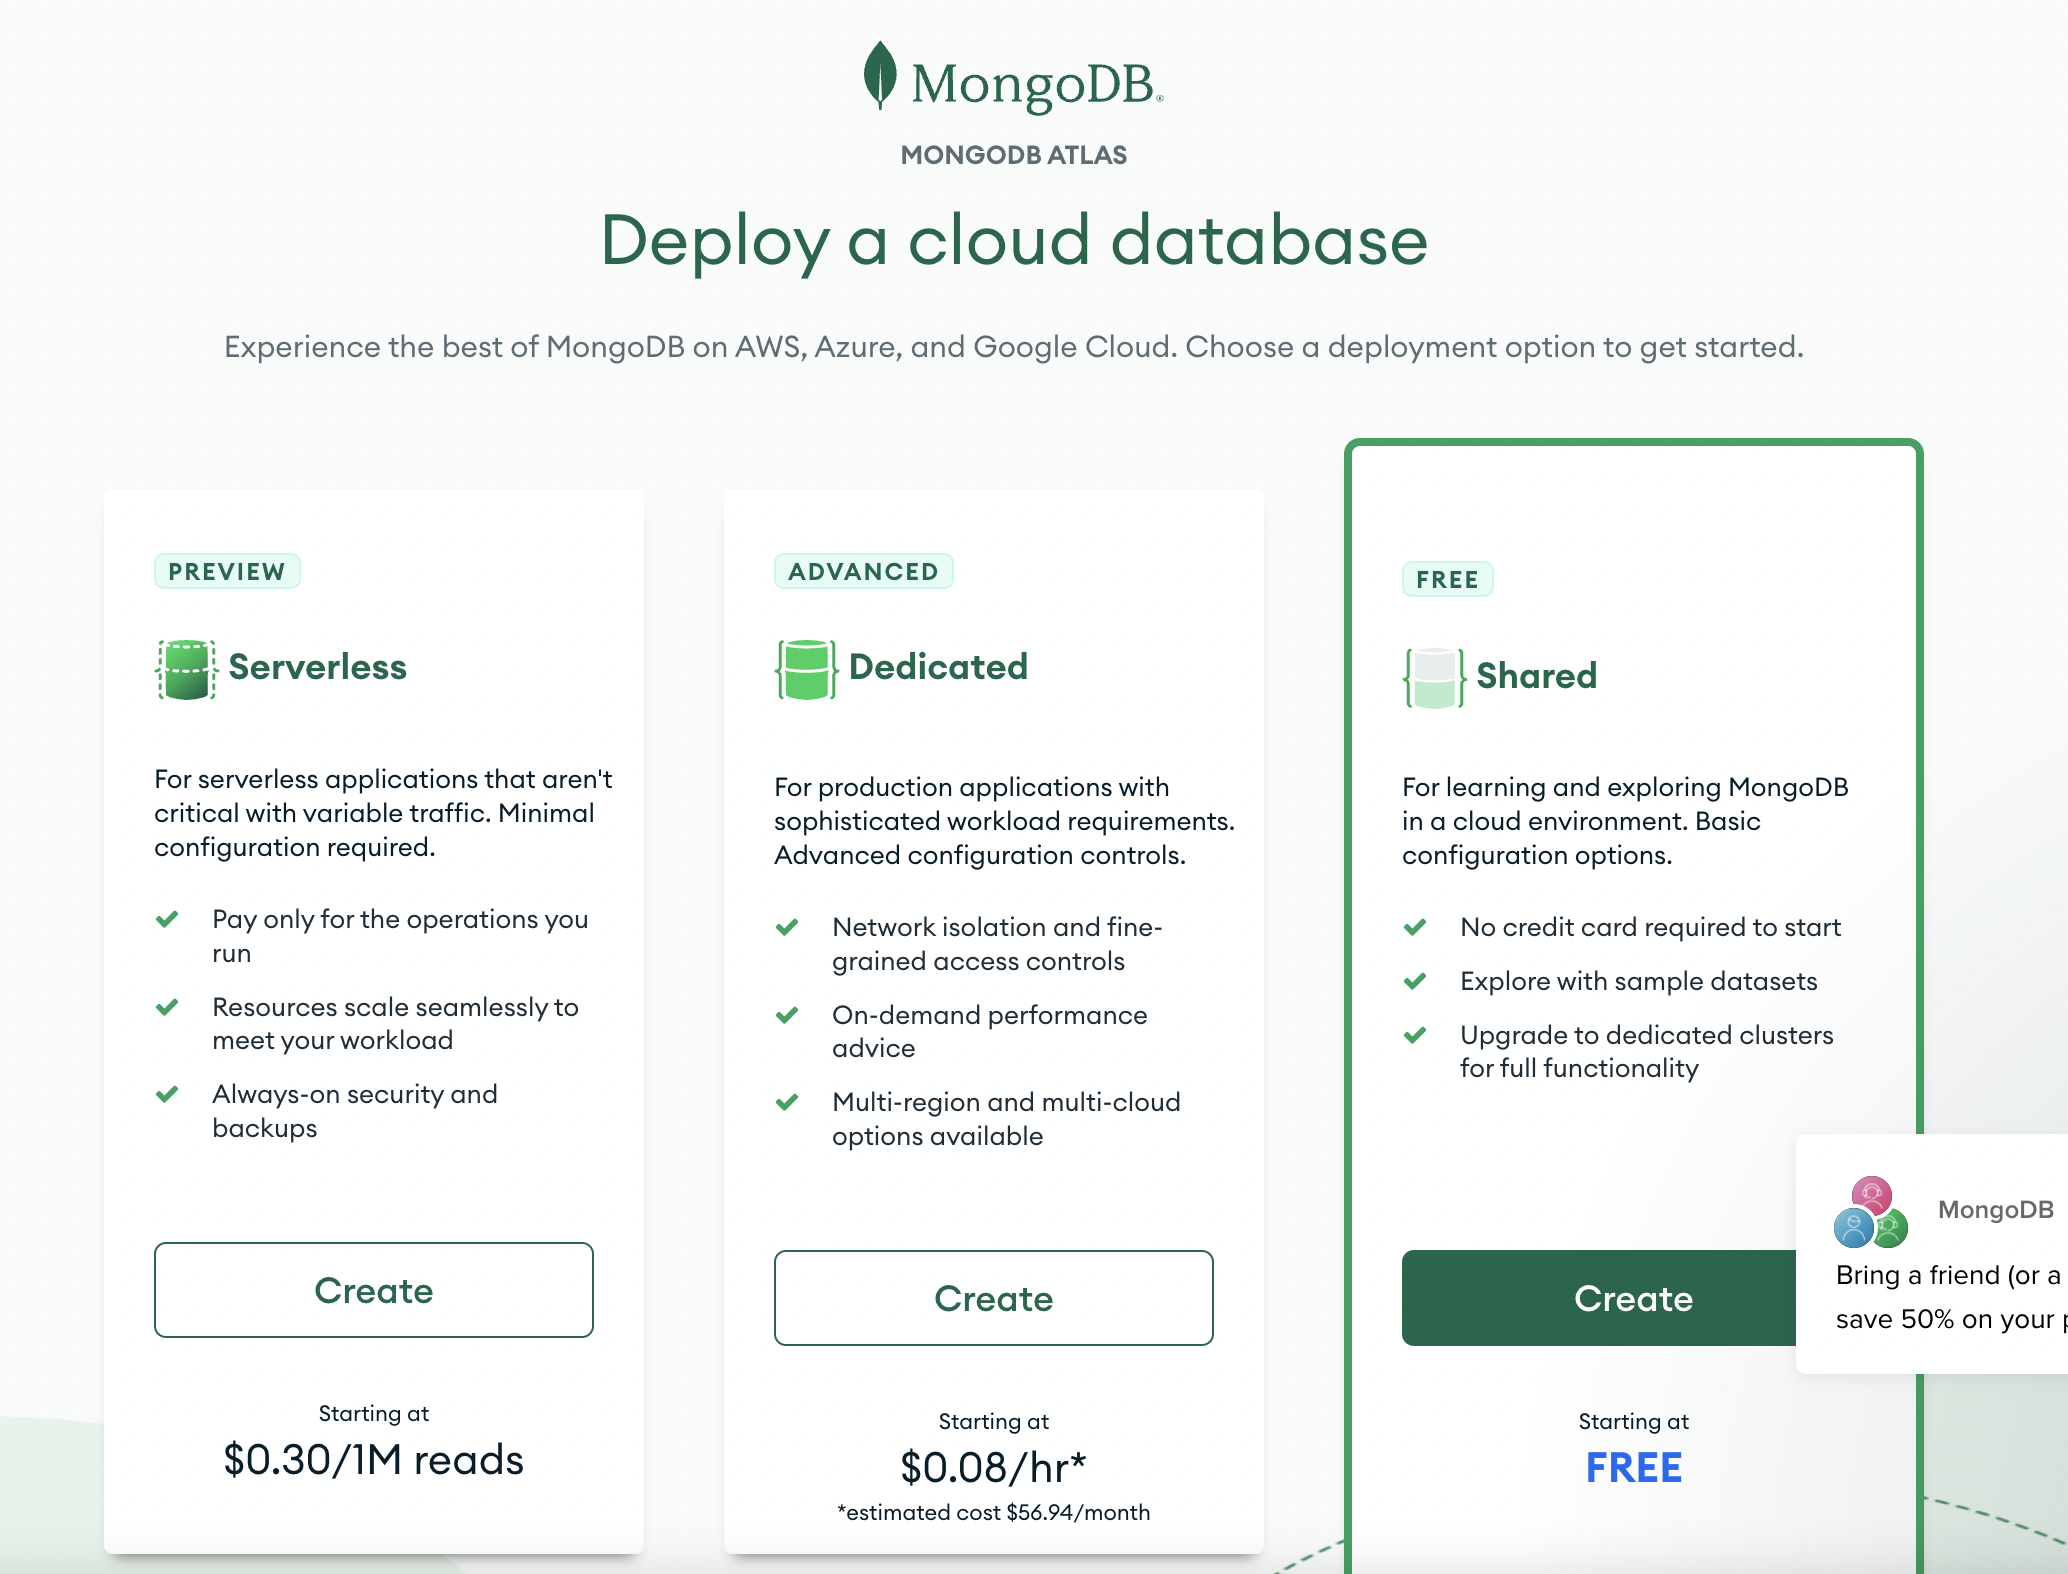 MongoDB®
MONGODB ATLAS
Deploy a cloud database
Experience the best of MongoDB on AWS, Azure, and Google Cloud. Choose a deployment option to get started.
PREVIEW
Serverless
For serverless applications that aren't
critical with variable traffic. Minimal
configuration required.
Pay only for the operations you
run
Resources scale seamlessly to
meet your workload
Always-on security and
backups
Create
Starting at
$0.30/1M reads
ADVANCED
Dedicated
For production applications with
sophisticated workload requirements.
Advanced configuration controls.
Network isolation and fine-
grained access controls
On-demand performance
advice
Multi-region and multi-cloud
options available
Create
Starting at
$0.08/hr*
*estimated cost $56.94/month
FREE
Shared
For learning and exploring MongoDB
in a cloud environment. Basic
configuration options.
No credit card required to start
Explore with sample datasets
Upgrade to dedicated clusters
for full functionality
Create
Starting at
FREE
MongoDB
Bring a friend (or a
save 50% on your